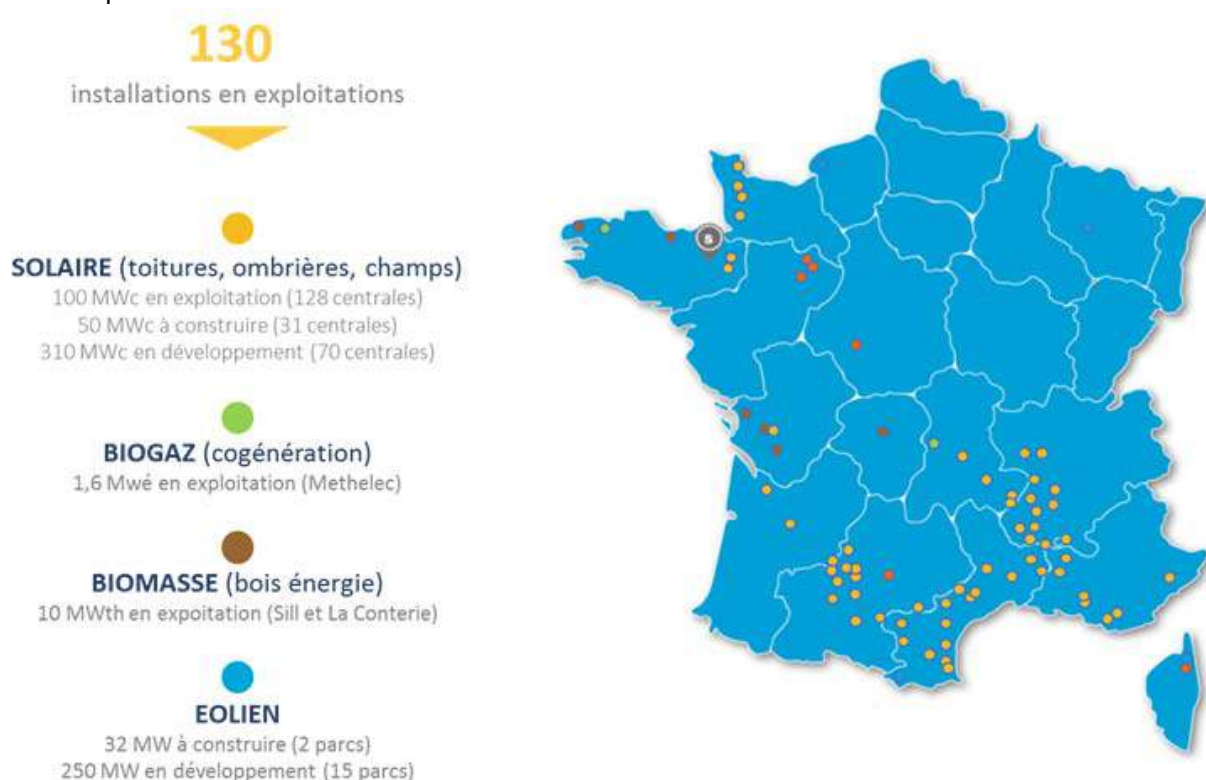 130
installations en exploitations
SOLAIRE (toitures, ombrières, champs)
100 MWc en exploitation (128 centrales)
50 MWc à construire (31 centrales)
310 MWc en développement (70 centrales)
BIOGAZ (cogénération)
1,6 Mwé en exploitation (Methelec)
BIOMASSE (bois énergie)
10 MWth en expoitation (Sill et La Conterie)
EOLIEN
32 MW à construire (2 parcs)
250 MW en développement (15 parcs)